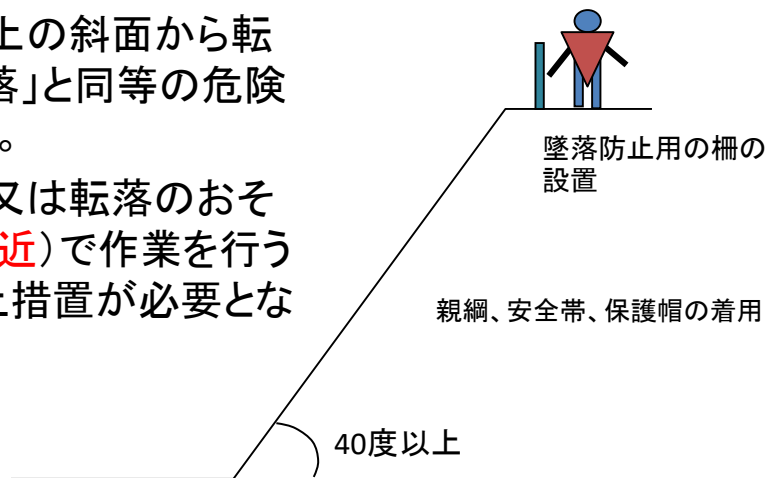 上の斜面から転
落」と同等の危険
。
又は転落のおそ
近)で作業を行う
止措置が必要とな
墜落防止用の柵の
設置
親綱、安全帯、保護帽の着用
40度以上